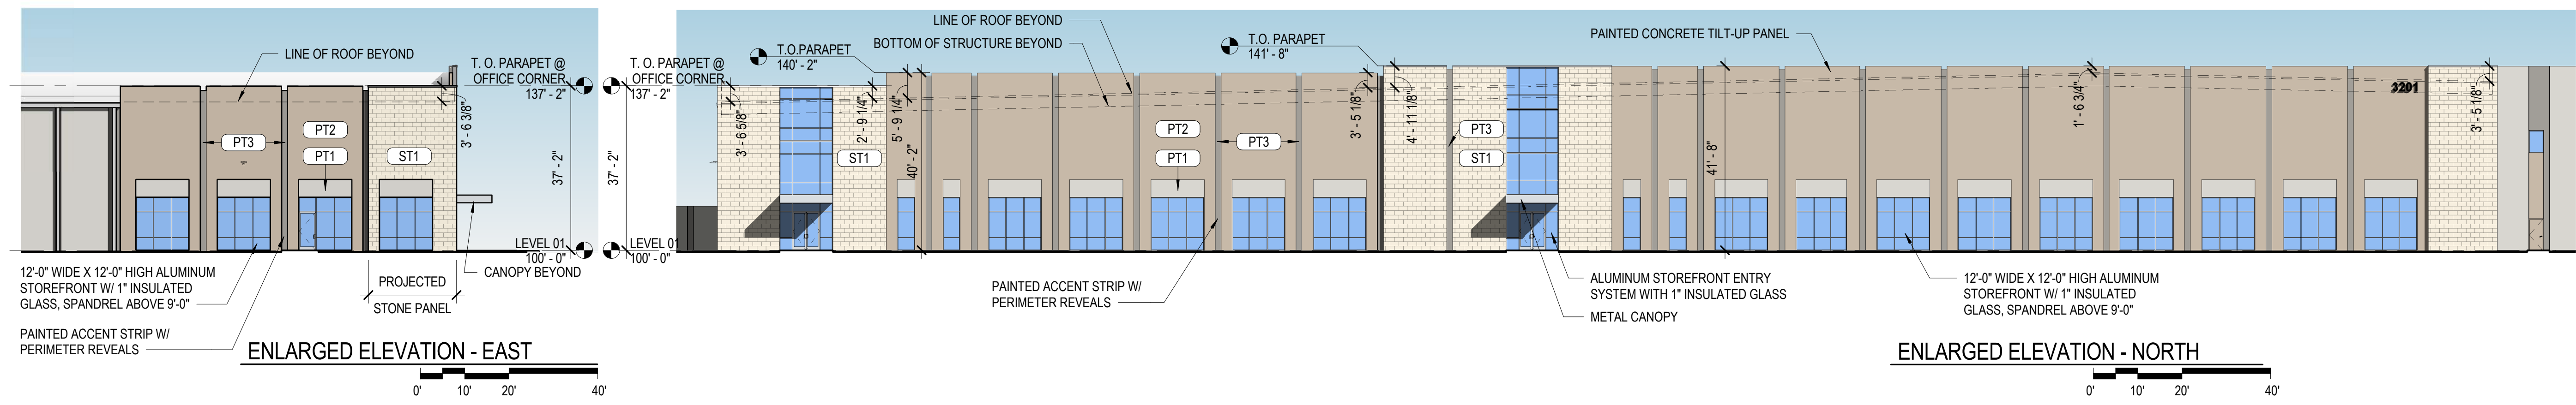 LINE OF ROOF BEYOND
T. O. PARAPET @
OFFICE CORNER
137' - 2"
3' - 6 3/8"
PT2
PT3
PT1
ST1
37' - 2"
LEVEL 01
100' - 0"
CANOPY BEYOND
PROJECTED
STONE PANEL
12'-0" WIDE X 12'-0" HIGH ALUMINUM
STOREFRONT W/ 1" INSULATED
GLASS, SPANDREL ABOVE 9'-0"
PAINTED ACCENT STRIP W/
PERIMETER REVEALS
ENLARGED ELEVATION - EAST
0' 10' 20' 40'
T. O. PARAPET @
OFFICE CORNER
137' - 2"
37' - 2"
LEVEL 01
100' - 0"
T.O.PARAPET
140' - 2"
LINE OF ROOF BEYOND
BOTTOM OF STRUCTURE BEYOND
T.O. PARAPET
141' - 8"
PAINTED CONCRETE TILT-UP PANEL
3' - 6 5/8"
2' - 9 1/4"
5' - 9 1/4"
40' - 2"
ST1
PT2
PT1
PT3
3' - 5 1/8"
4' - 11 1/8"
PT3
ST1
41' - 8"
1' - 6 3/4"
3201
3' - 5 1/8"
PAINTED ACCENT STRIP W/
PERIMETER REVEALS
ALUMINUM STOREFRONT ENTRY
SYSTEM WITH 1" INSULATED GLASS
METAL CANOPY
12'-0" WIDE X 12'-0" HIGH ALUMINUM
STOREFRONT W/ 1" INSULATED
GLASS, SPANDREL ABOVE 9'-0"
ENLARGED ELEVATION - NORTH
0' 10' 20' 40'